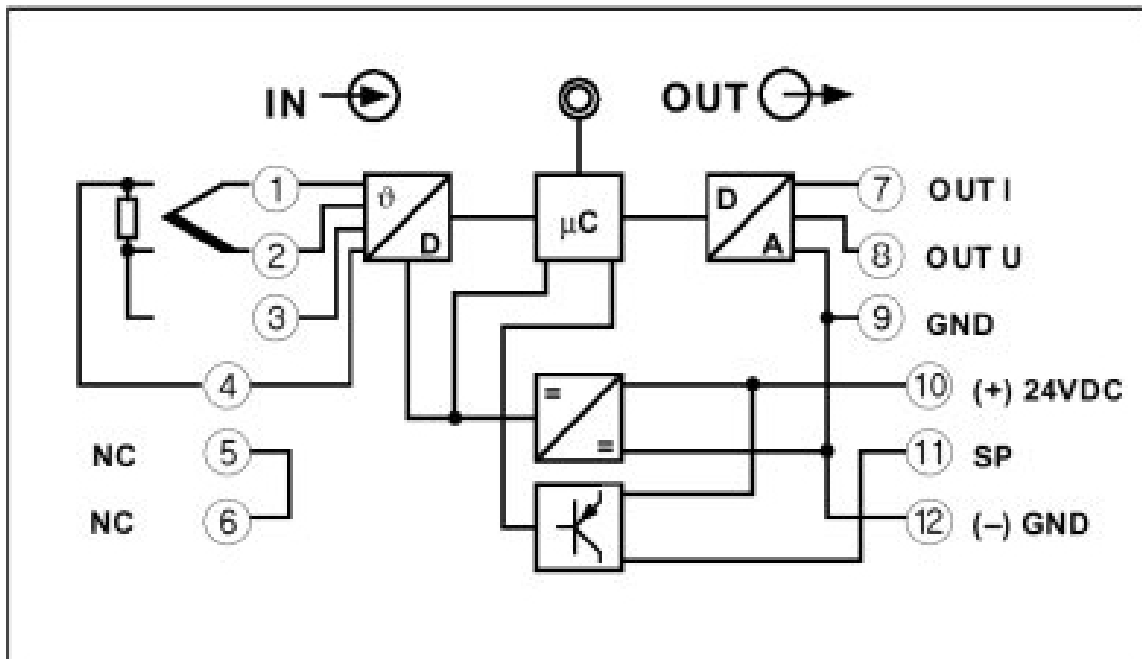 IN OUT
1 ϑ 7 OUT I
D µC D A
2 8 OUT U
3 9 GND
4 = 10 (+) 24VDC
NC 5 = 11 SP
NC 6 12 (–) GND